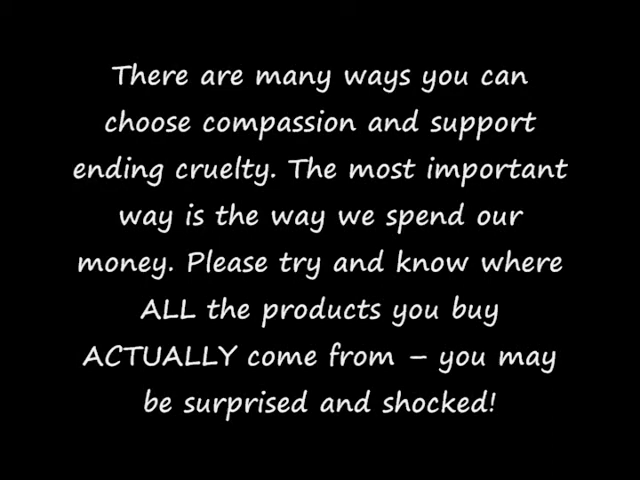 There are many ways you can
choose compassion and support
ending cruelty. The most important
way is the way we spend our
money. Please try and know where
ALL the products you buy
ACTUALLY come from – you may
be surprised and shocked!